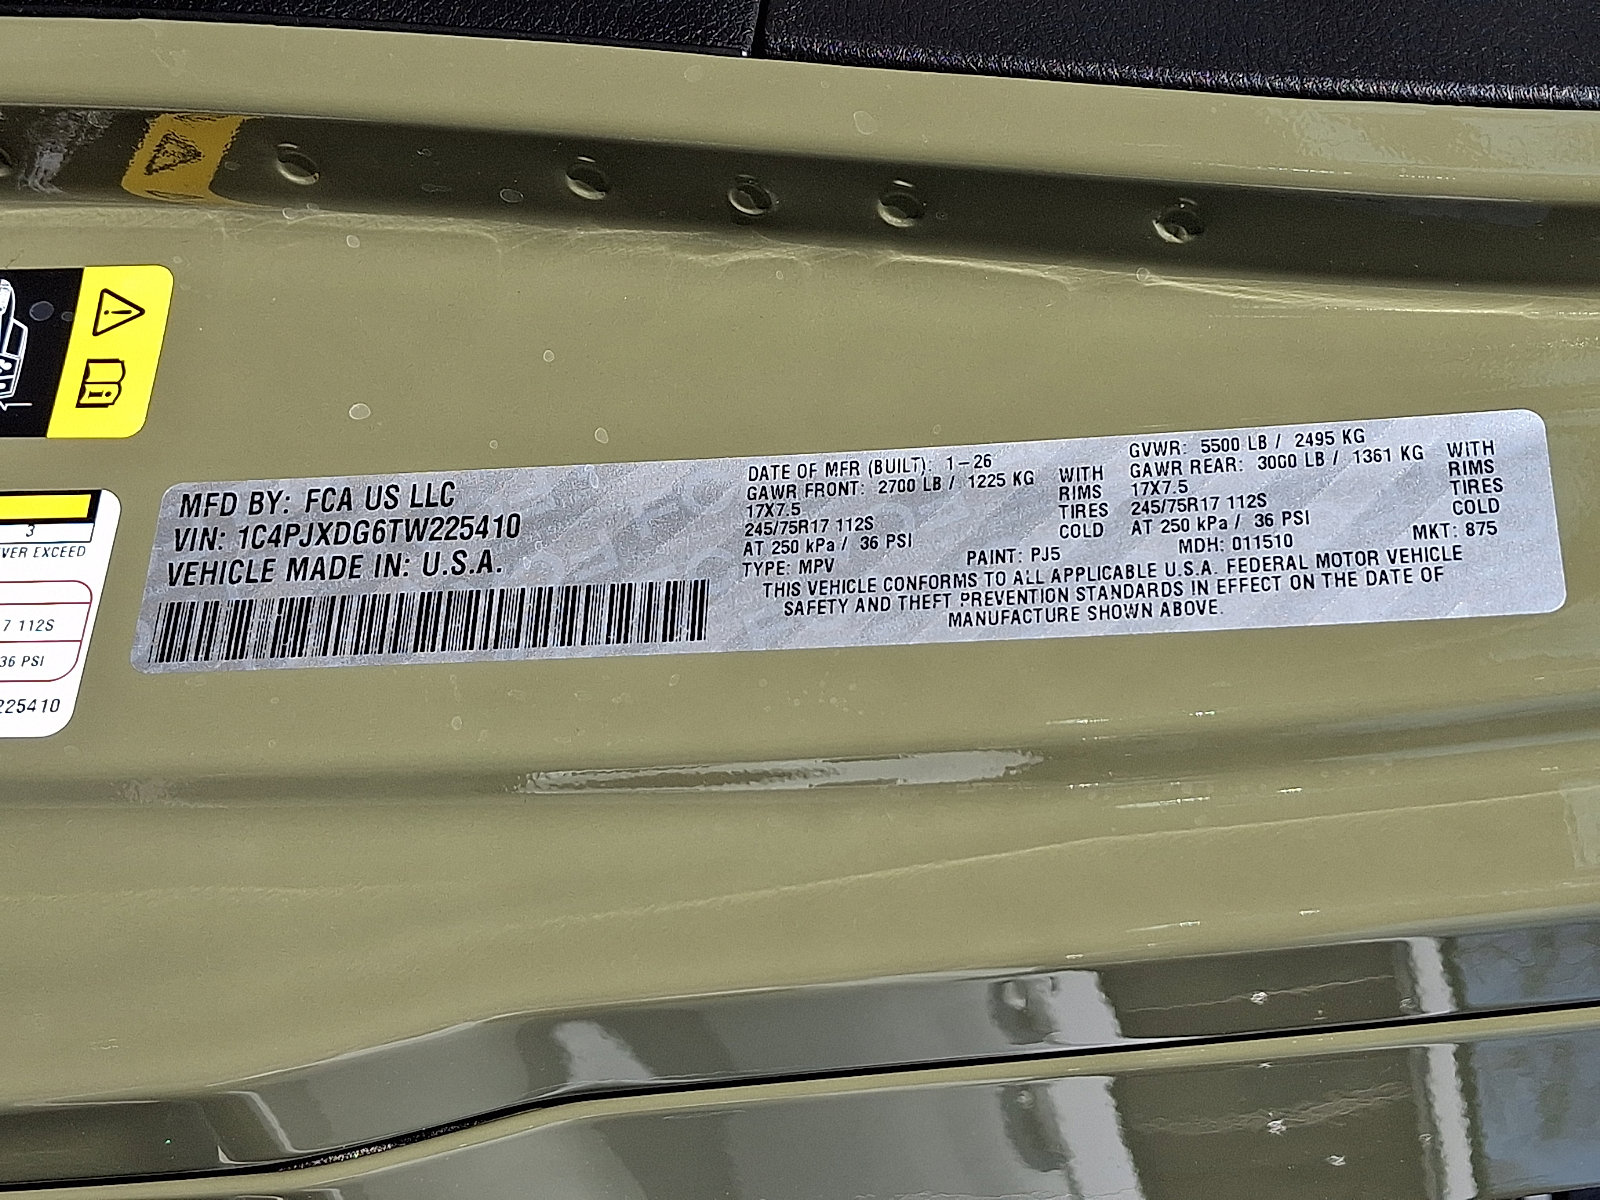 MFD BY: FCA US LLC
VIN: 1C4PJXDG6TW225410
VEHICLE MADE IN: U.S.A.
DATE OF MFR (BUILT): 1-26
GAWR FRONT: 2700 LB / 1225 KG WITH
17X7.5 RIMS
245/75R17 112S TIRES
AT 250 kPa / 36 PSI COLD
GVWR: 5500 LB / 2495 KG
GAWR REAR: 3000 LB / 1361 KG WITH
17X7.5 RIMS
245/75R17 112S TIRES
AT 250 kPa / 36 PSI COLD
TYPE: MPV PAINT: PJ5 MDH: 011510 MKT: 875
THIS VEHICLE CONFORMS TO ALL APPLICABLE U.S.A. FEDERAL MOTOR VEHICLE
SAFETY AND THEFT PREVENTION STANDARDS IN EFFECT ON THE DATE OF
MANUFACTURE SHOWN ABOVE.
3
EVER EXCEED
7 112S
36 PSI
225410